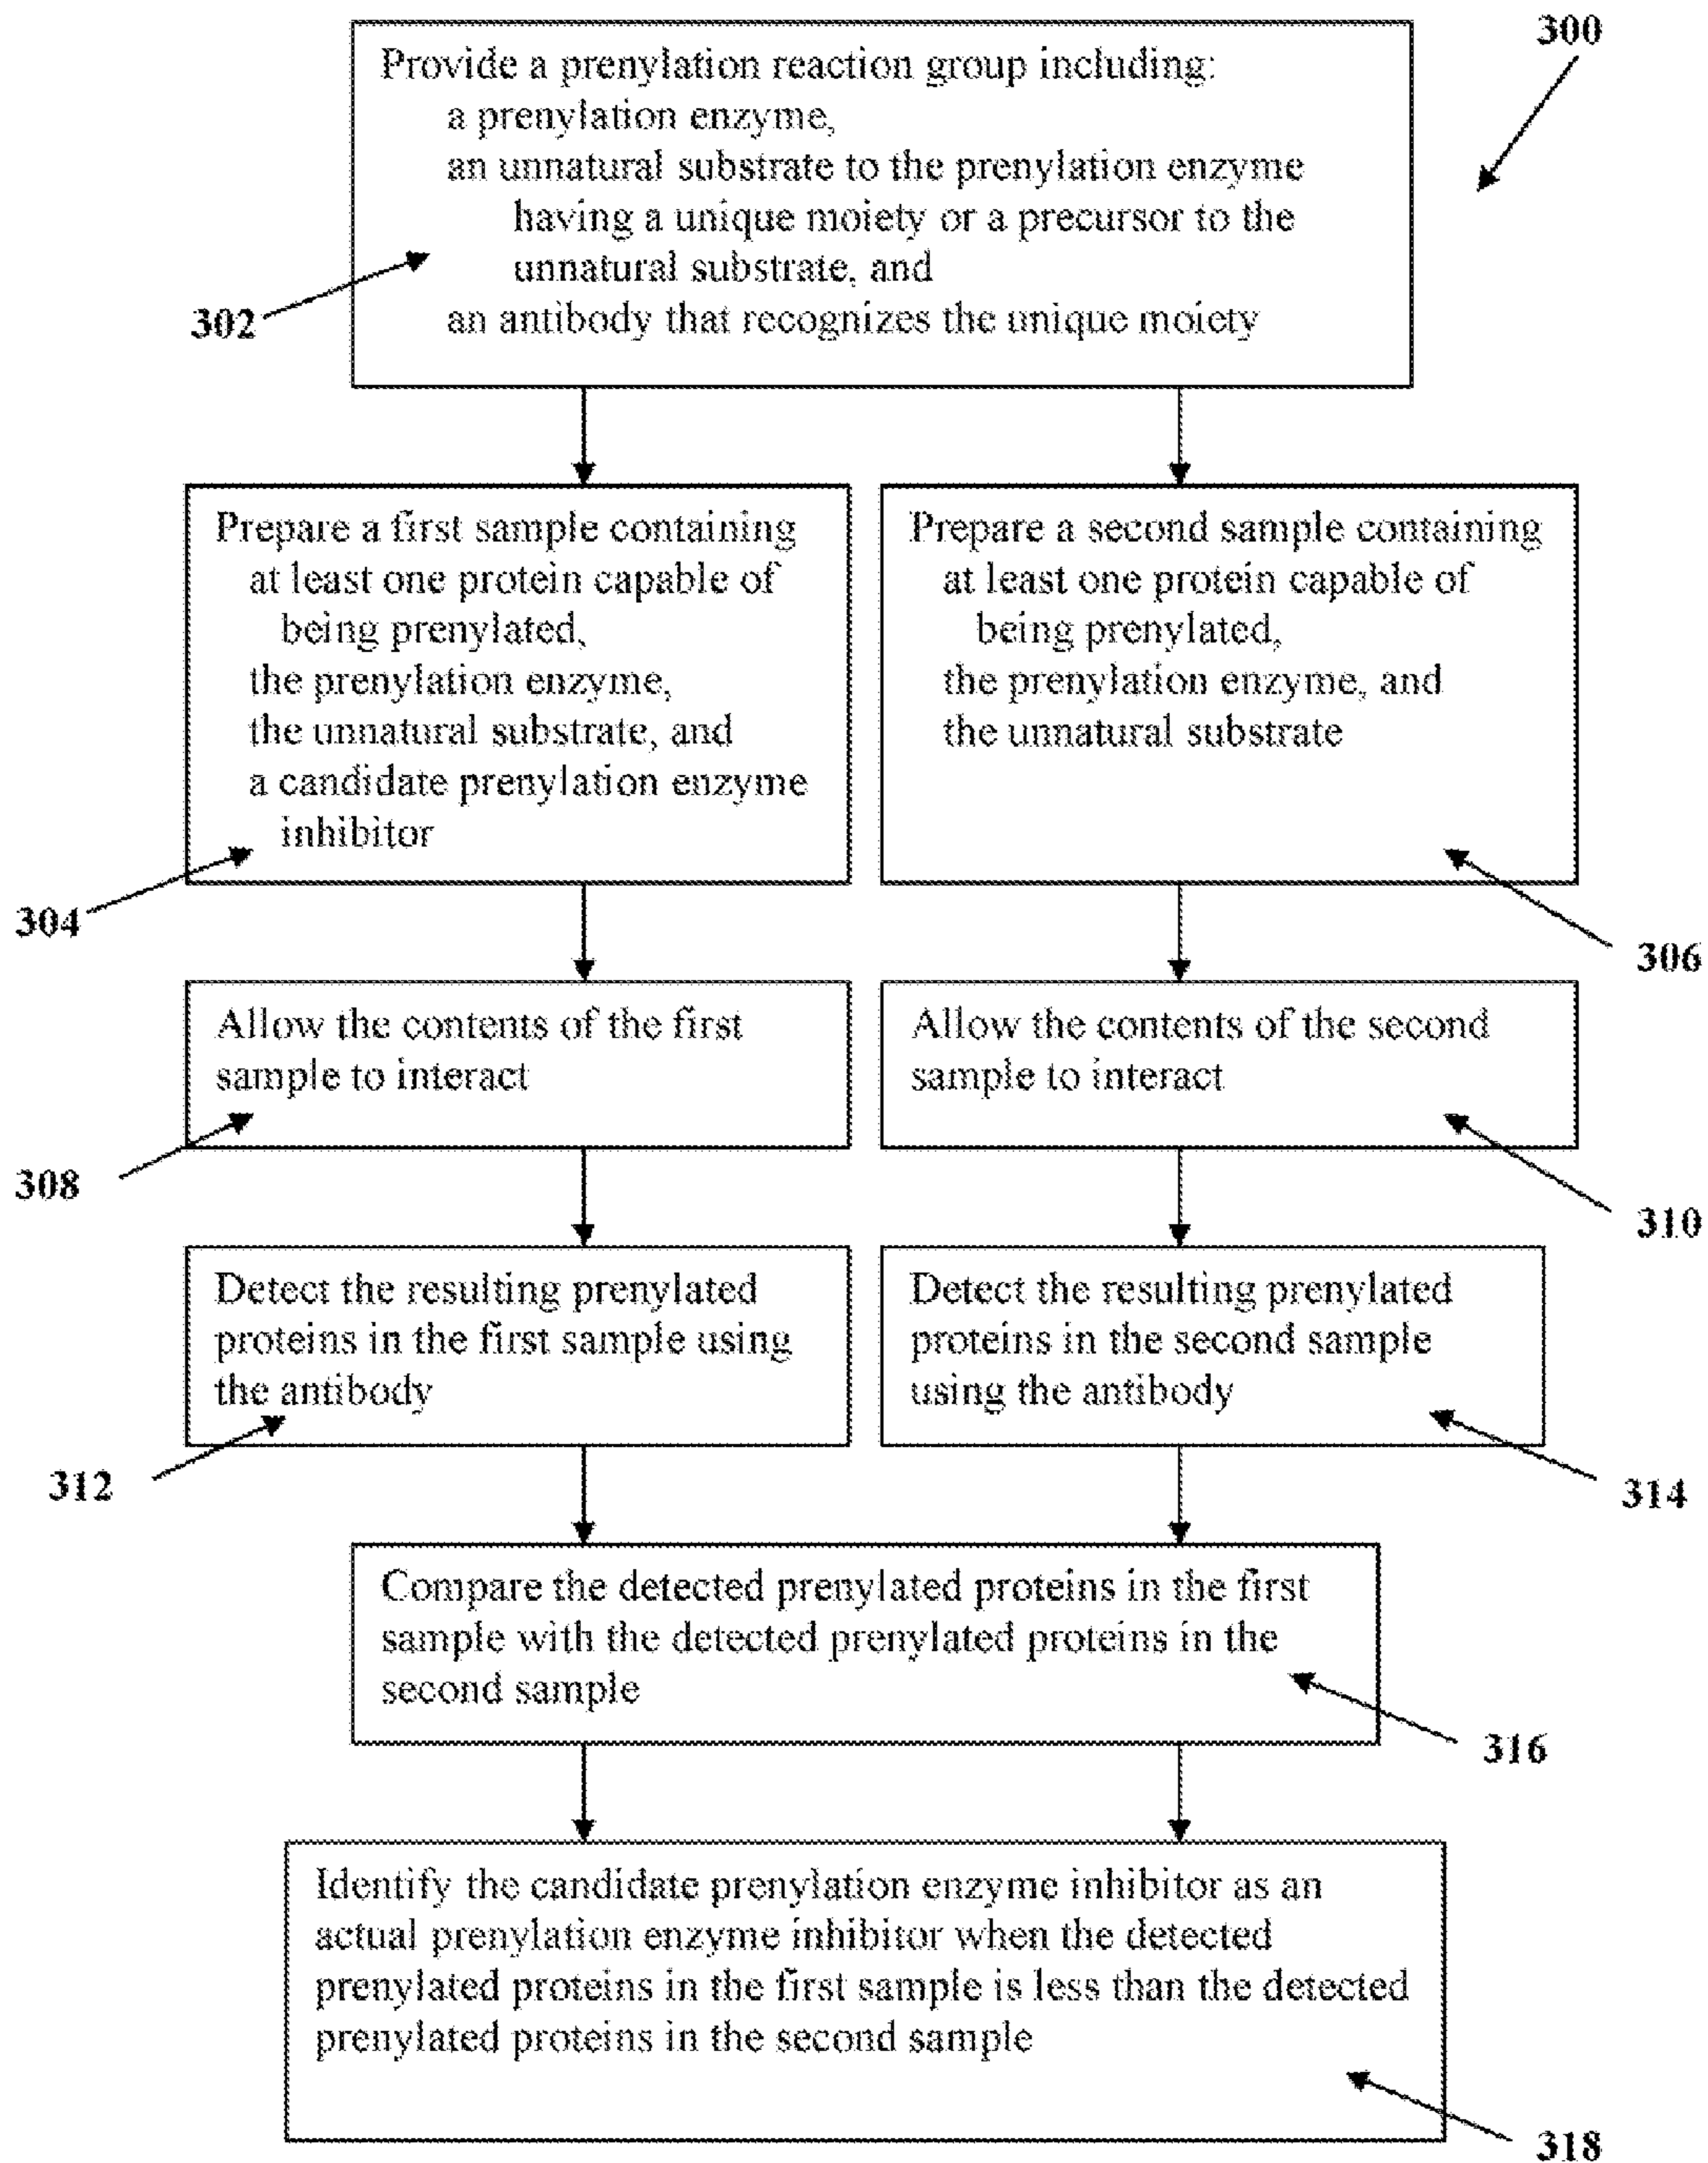 300
Provide a prenylation reaction group including:
a prenylation enzyme,
an unnatural substrate to the prenylation enzyme
having a unique moiety or a precursor to the
unnatural substrate, and
an antibody that recognizes the unique moiety
302
Prepare a first sample containing
at least one protein capable of
being prenylated,
the prenylation enzyme,
the unnatural substrate, and
a candidate prenylation enzyme
inhibitor
304
Prepare a second sample containing
at least one protein capable of
being prenylated,
the prenylation enzyme, and
the unnatural substrate
306
Allow the contents of the first
sample to interact
308
Allow the contents of the second
sample to interact
310
Detect the resulting prenylated
proteins in the first sample using
the antibody
312
Detect the resulting prenylated
proteins in the second sample
using the antibody
314
Compare the detected prenylated proteins in the first
sample with the detected prenylated proteins in the
second sample
316
Identify the candidate prenylation enzyme inhibitor as an
actual prenylation enzyme inhibitor when the detected
prenylated proteins in the first sample is less than the detected
prenylated proteins in the second sample
318